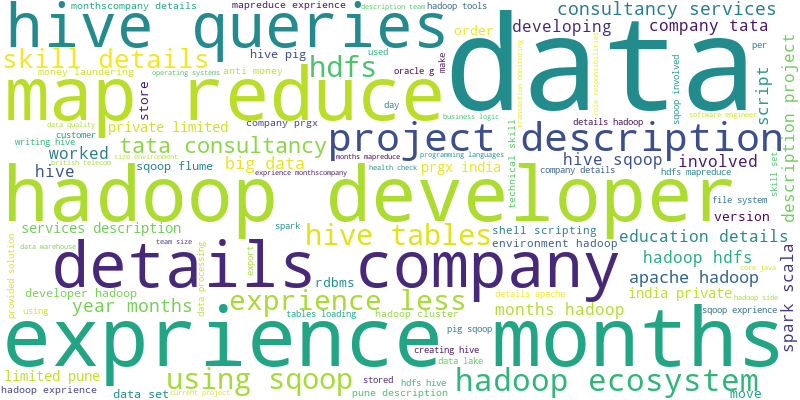 monthscompany details
mapreduce exprience
description team
hadoop tools
consultancy services
hive queries
data
developing
company tata
order
skill details
hive pig
hdfs
used
money laundering
operating systems
anti money
oracle g
make
per
transaction monitoring
role responsibilities
sqoop involved
script
description project
map reduce
store
day
business logic
details hadoop
software engineer
data quality
private limited
company prgx
customer
project description
writing hive
tata consultancy
worked
size environment
months mapreduce
programming languages
technical skill
hive sqoop
involved
skill set
british telecom
big data
prgx india
hive
sqoop flume
exprience monthscompany
health check
company details
hdfs mapreduce
hadoop developer
file system
version
services description
hive tables
spark
shell scripting
education details
environment hadoop
team size
data warehouse
provided solution
details company
data processing
export
hadoop hdfs
core java
spark scala
apache hadoop
rdbms
developer hadoop
exprience less
details apache
india private
hadoop side
year months
months hadoop
using
tables loading
hadoop cluster
sqoop exprience
exprience months
pig sqoop
creating hive
data lake
limited pune
using sqoop
stored
hdfs hive
hadoop ecosystem
hadoop exprience
data set
current project
pune description
move